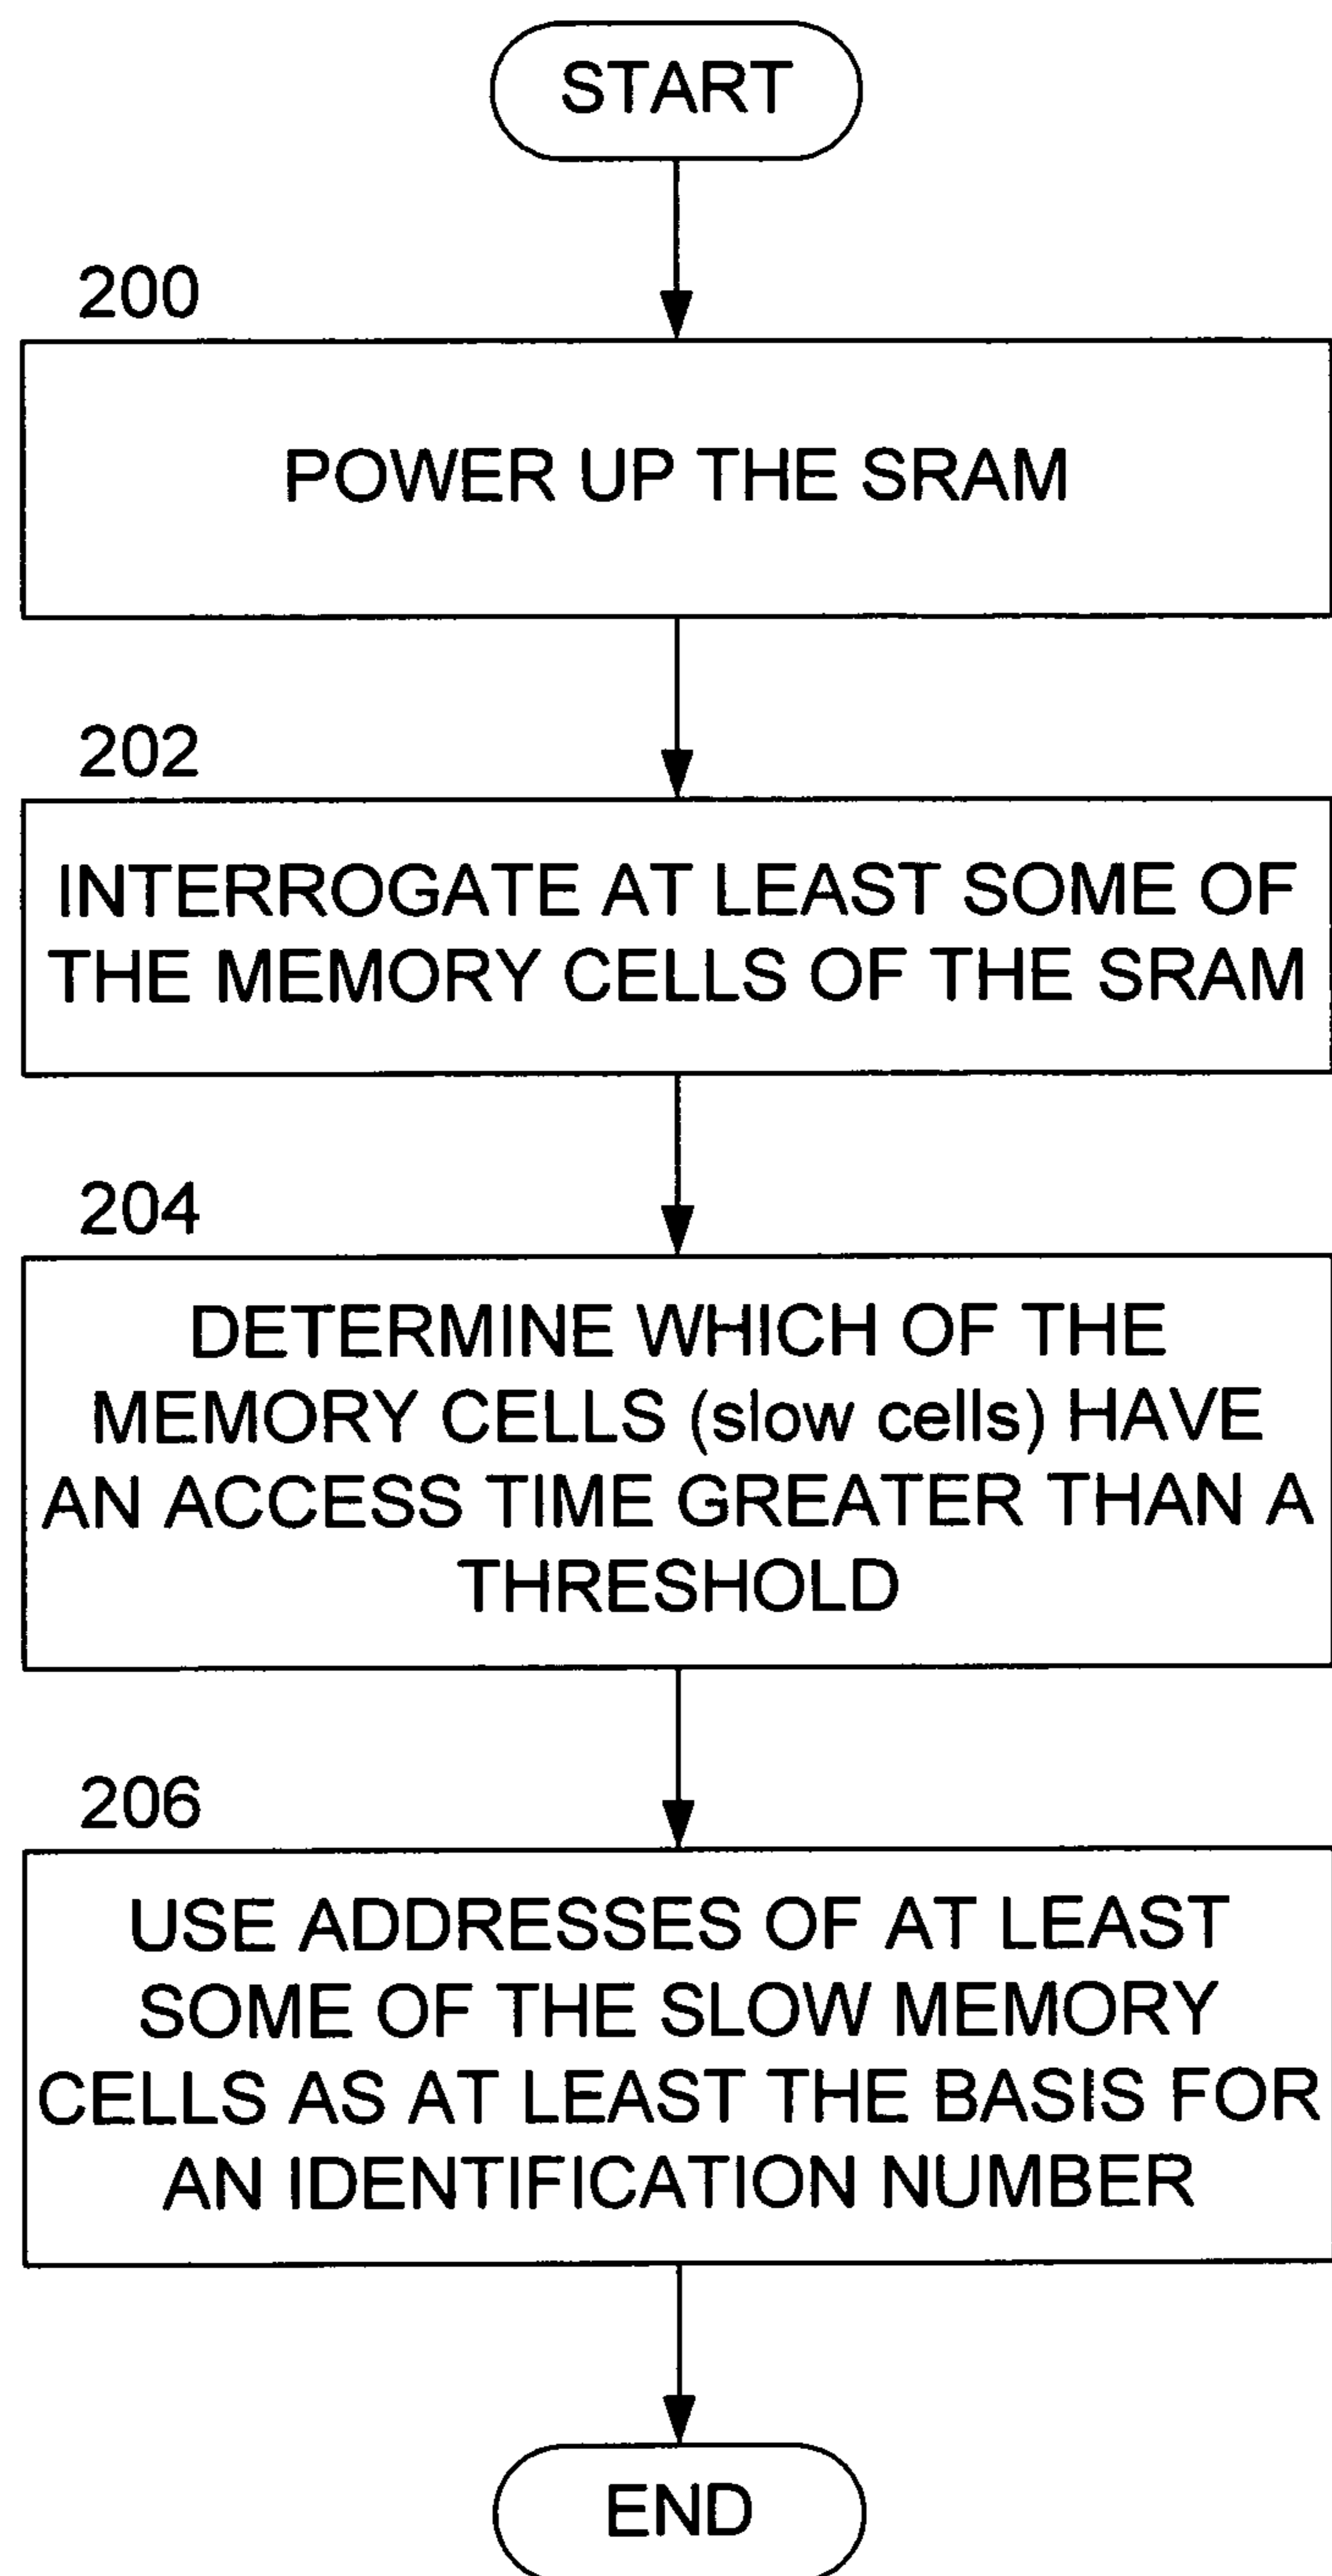 START
200
POWER UP THE SRAM
202
INTERROGATE AT LEAST SOME OF
THE MEMORY CELLS OF THE SRAM
204
DETERMINE WHICH OF THE
MEMORY CELLS (slow cells) HAVE
AN ACCESS TIME GREATER THAN A
THRESHOLD
206
USE ADDRESSES OF AT LEAST
SOME OF THE SLOW MEMORY
CELLS AS AT LEAST THE BASIS FOR
AN IDENTIFICATION NUMBER
END